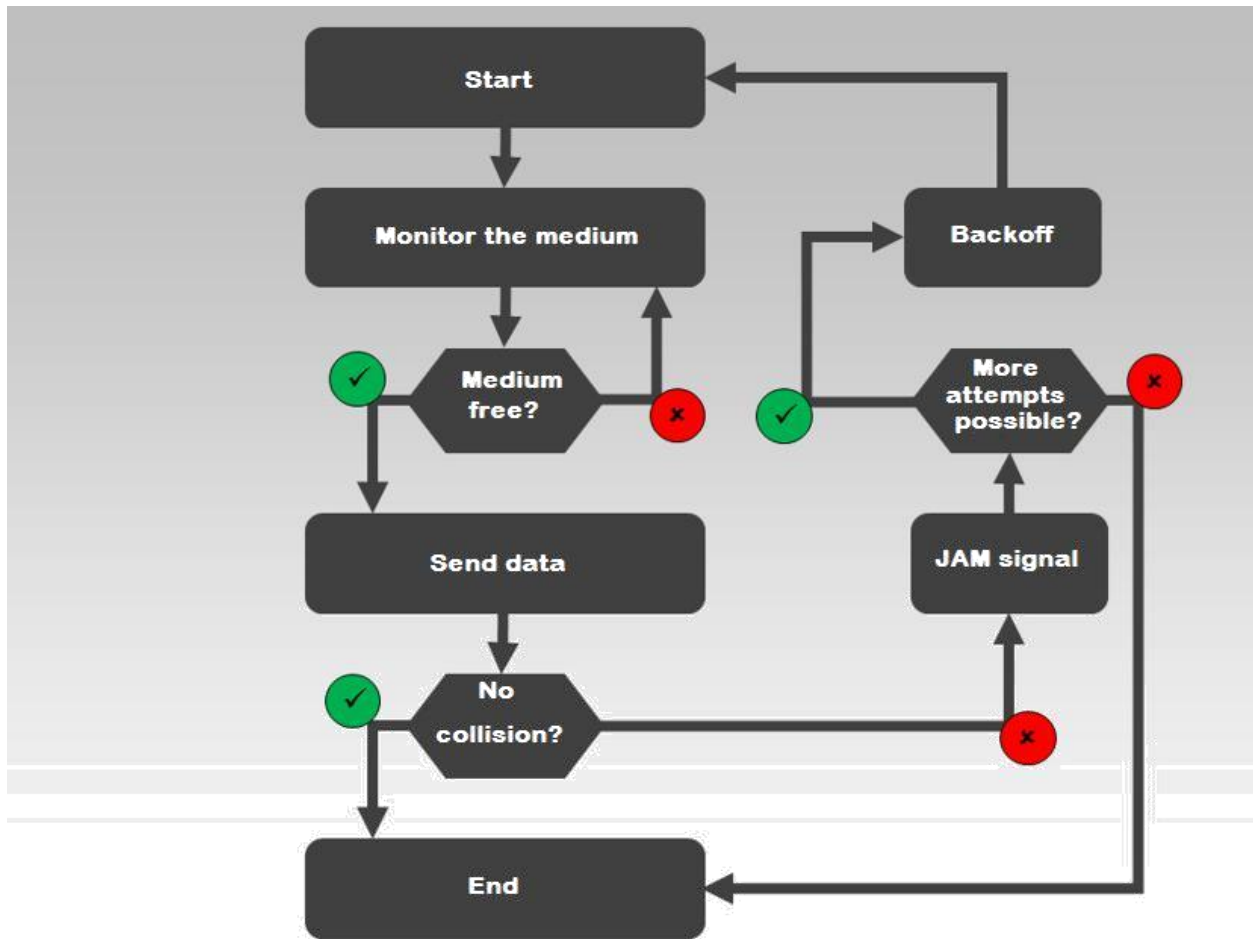 Start
Monitor the medium
Backoff
Medium
free?
More
attempts
possible?
Send data
JAM signal
No
collision?
End